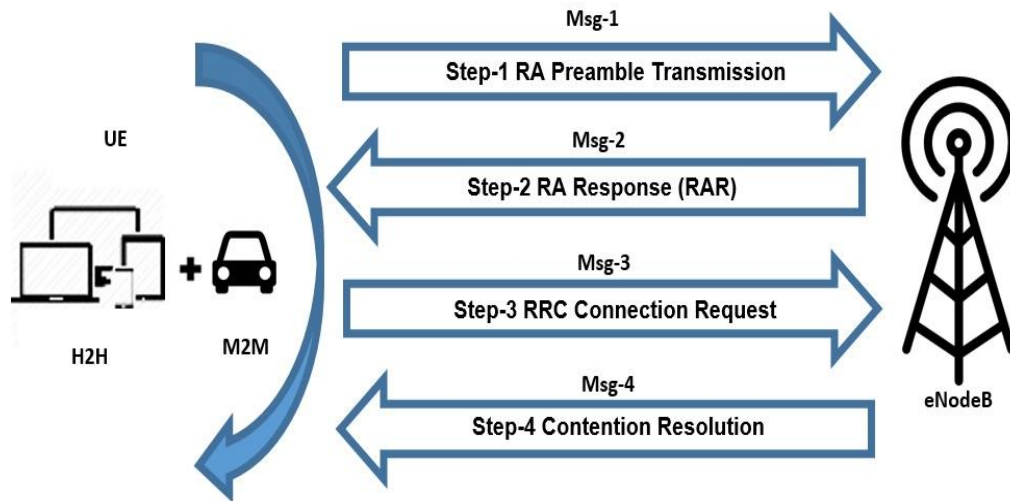 Msg-1
Step-1 RA Preamble Transmission
UE
Msg-2
Step-2 RA Response (RAR)
Msg-3
Step-3 RRC Connection Request
H2H
M2M
Msg-4
Step-4 Contention Resolution
eNodeB